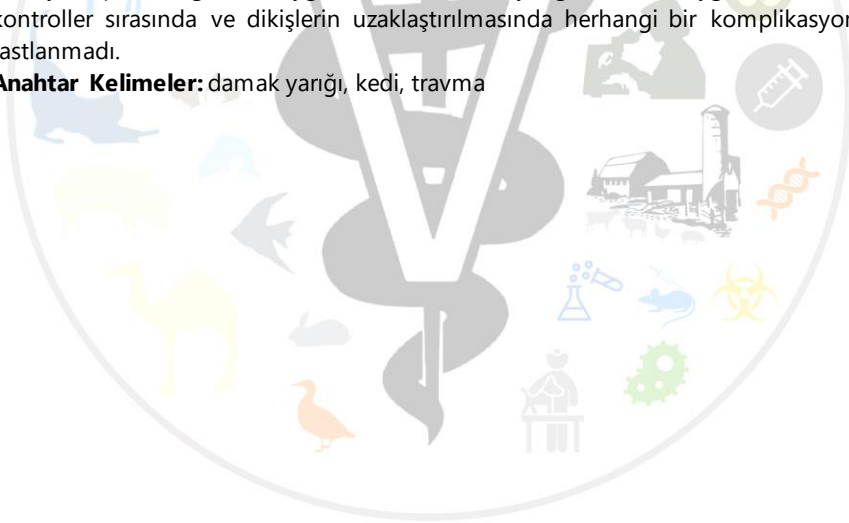 kontroller sırasında ve dikişlerin uzaklaştırılmasında herhangi bir komplikasyon
rastlanmadı.
Anahtar Kelimeler: damak yarığı, kedi, travma